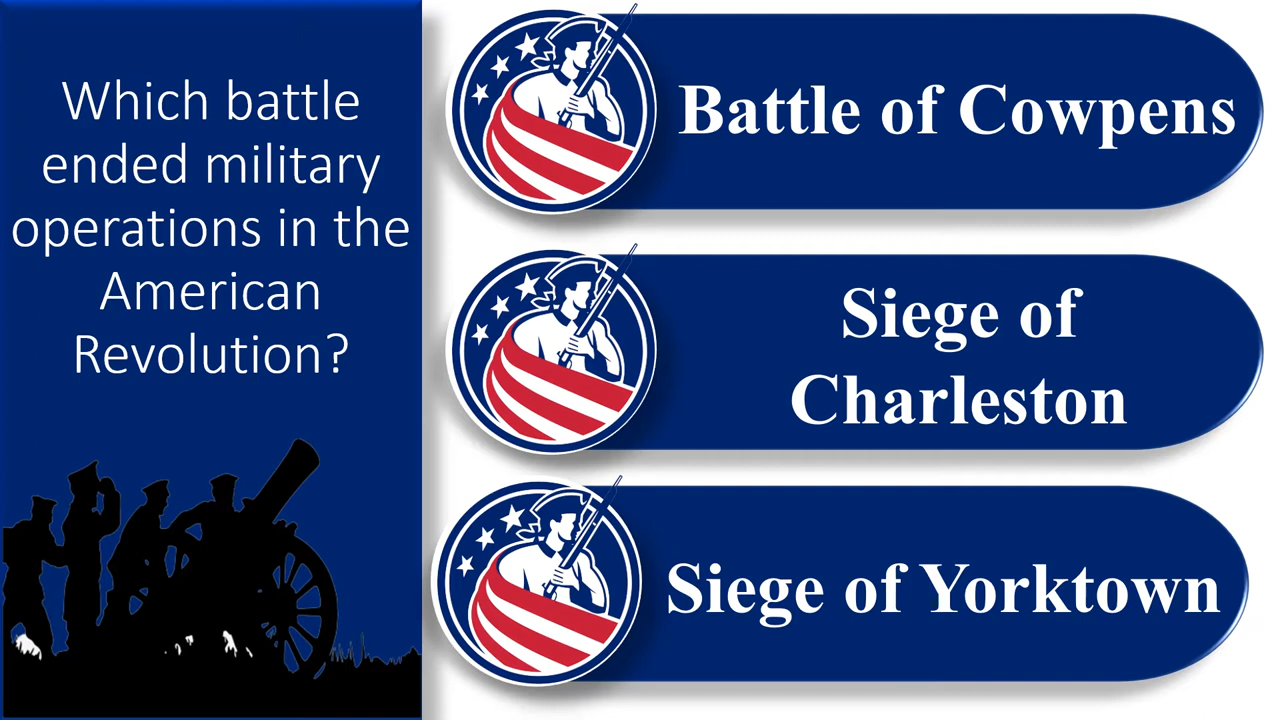 Which battle
ended military
operations in the
American
Revolution?
Battle of Cowpens
Siege of
Charleston
Siege of Yorktown